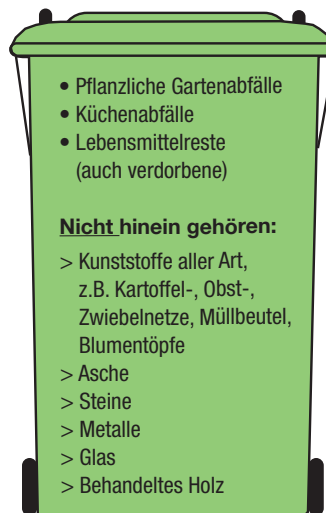 • Pflanzliche Gartenabfälle
• Küchenabfälle
• Lebensmittelreste
(auch verdorbene)
Nicht hinein gehören:
> Kunststoffe aller Art,
z.B. Kartoffel-, Obst-,
Zwiebelnetze, Müllbeutel,
Blumentöpfe
> Asche
> Steine
> Metalle
> Glas
> Behandeltes Holz